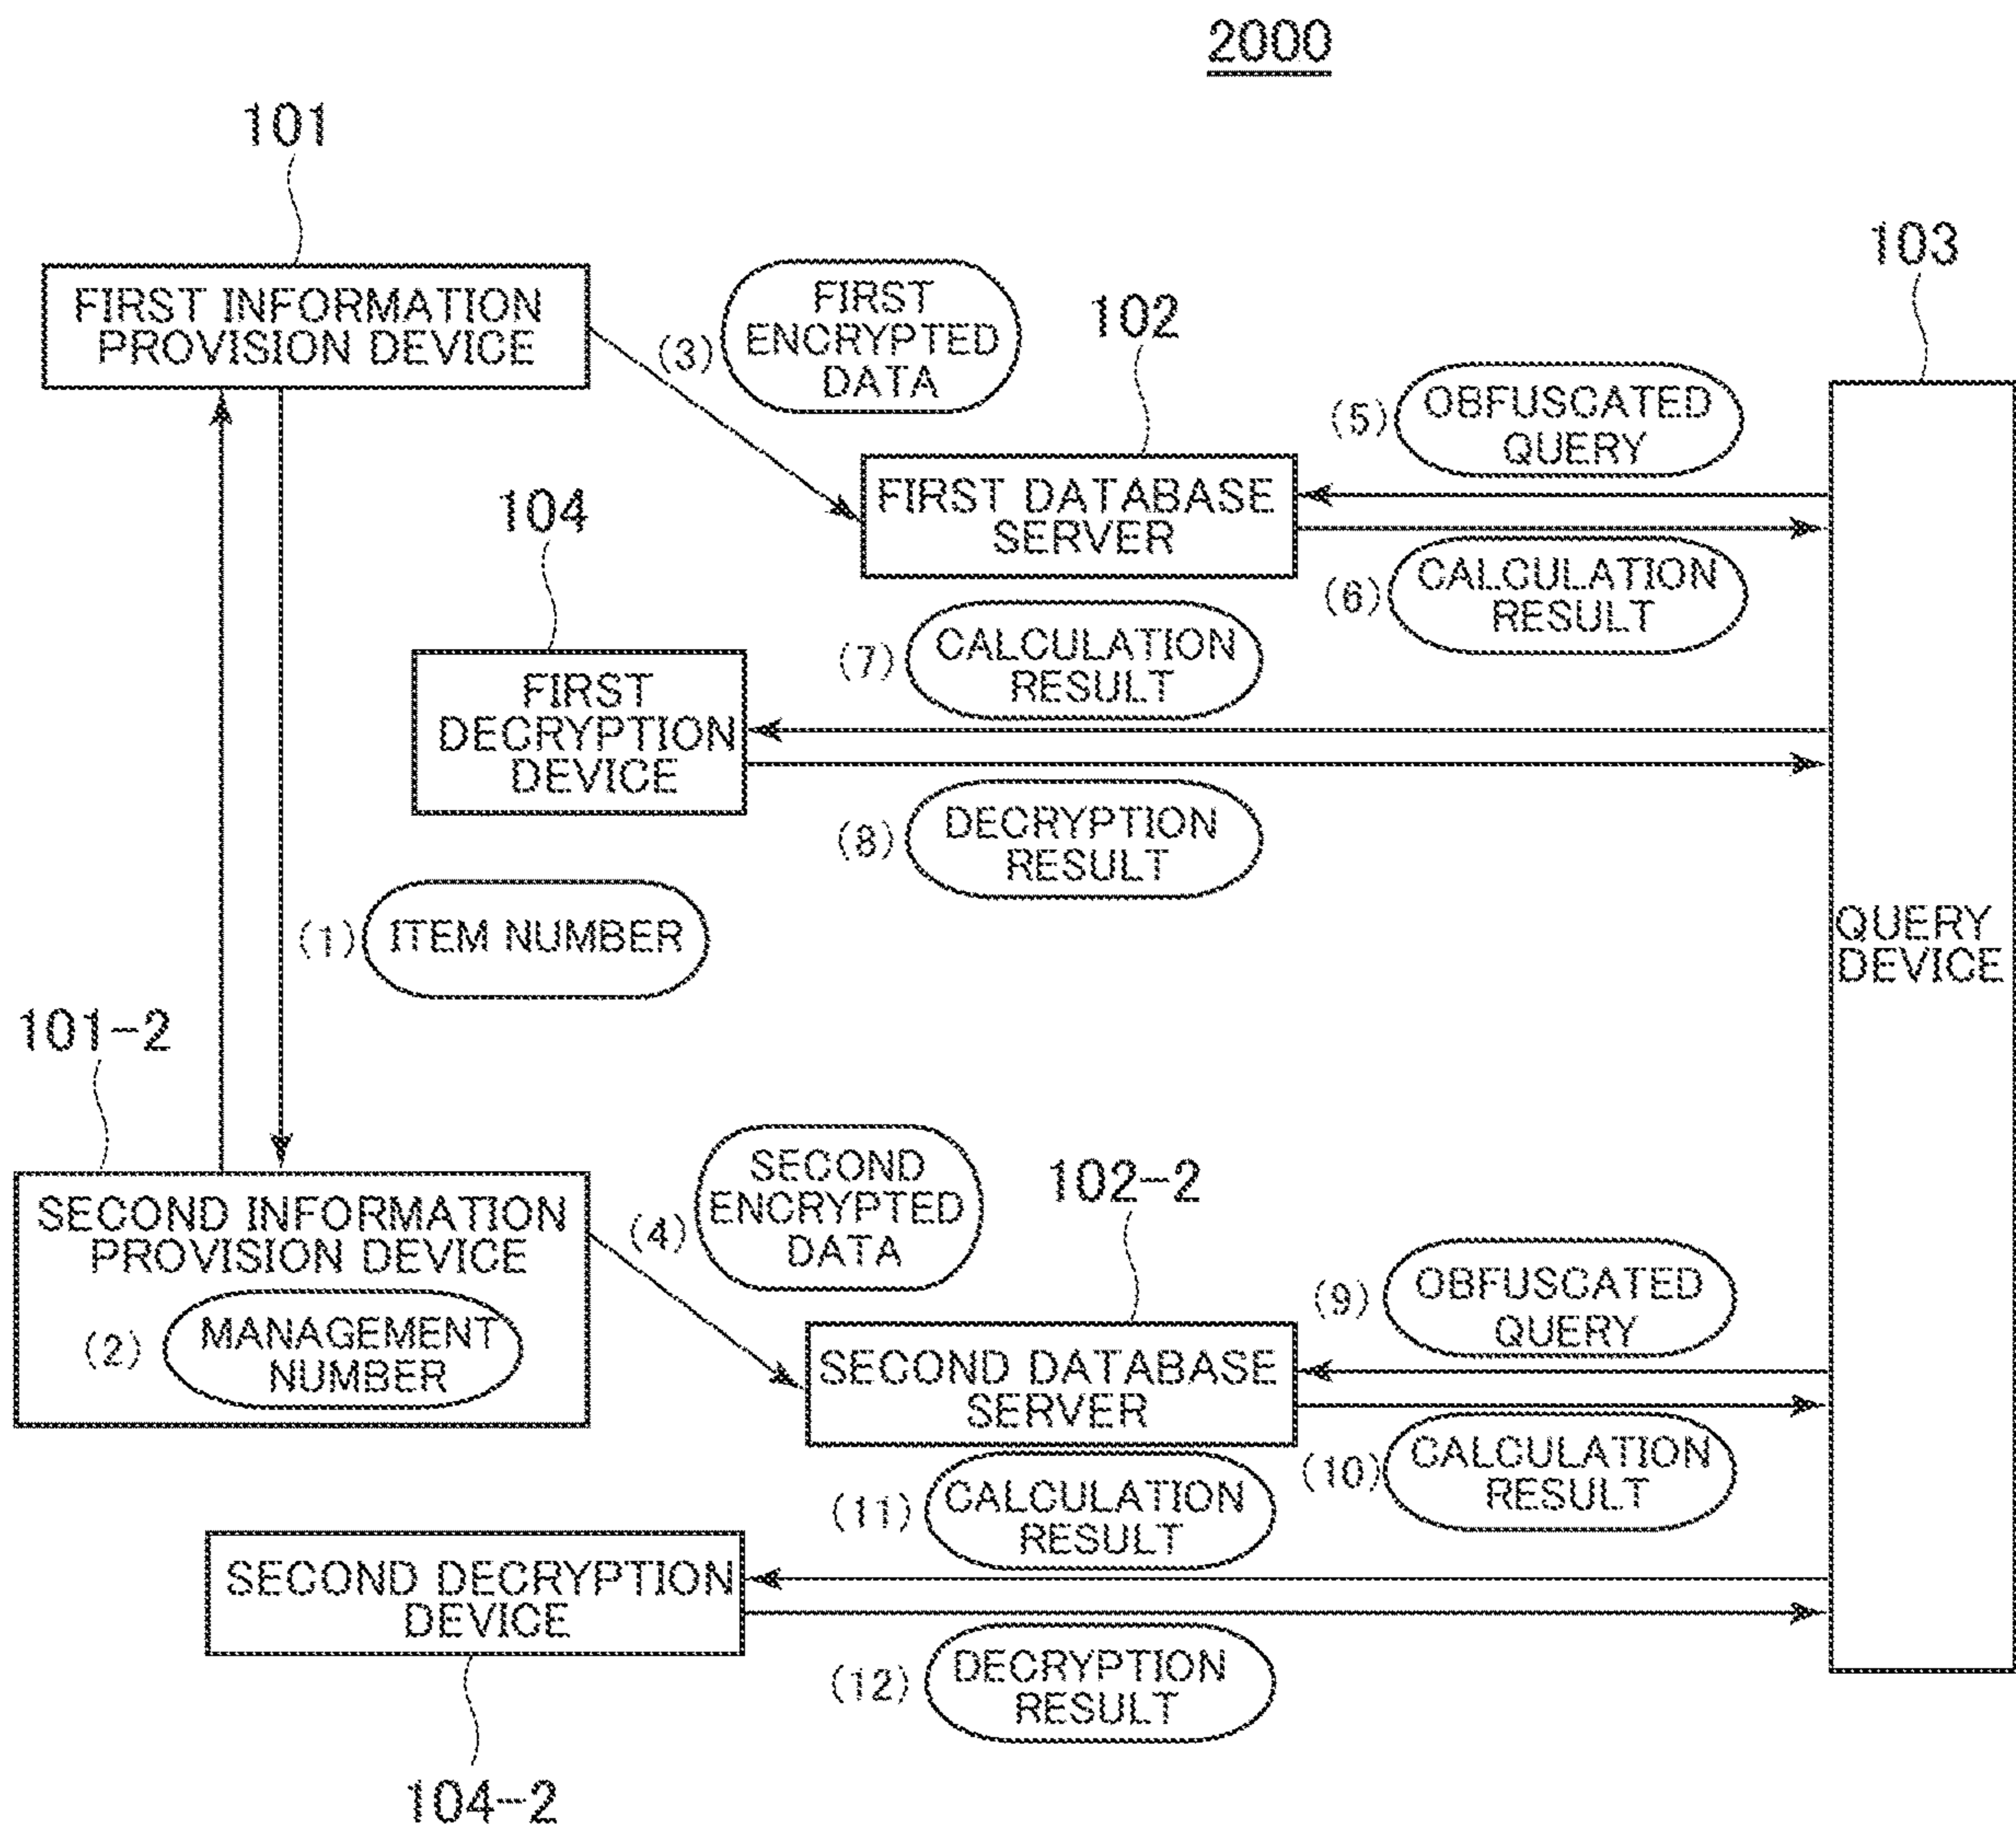 2000
101
FIRST INFORMATION
PROVISION DEVICE
(3)
FIRST
ENCRYPTED
DATA
102
FIRST DATABASE
SERVER
103
(5)
OBFUSCATED
QUERY
(6)
CALCULATION
RESULT
104
FIRST
DECRYPTION
DEVICE
(7)
CALCULATION
RESULT
(8)
DECRYPTION
RESULT
(1)
ITEM NUMBER
QUERY
DEVICE
101-2
SECOND INFORMATION
PROVISION DEVICE
(2)
MANAGEMENT
NUMBER
(4)
SECOND
ENCRYPTED
DATA
102-2
SECOND DATABASE
SERVER
(9)
OBFUSCATED
QUERY
(10)
CALCULATION
RESULT
(11)
CALCULATION
RESULT
SECOND DECRYPTION
DEVICE
(12)
DECRYPTION
RESULT
104-2